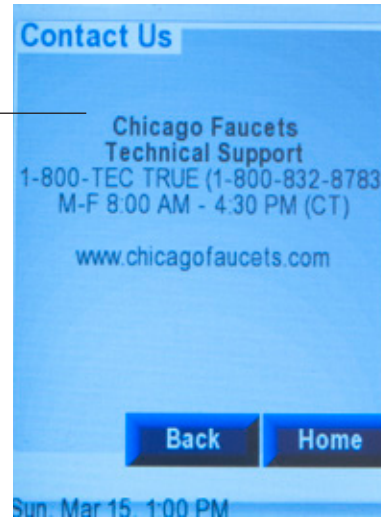 Contact Us
Chicago Faucets
Technical Support
1-800-TEC TRUE (1-800-832-8783
M-F 8:00 AM - 4:30 PM (CT)
www.chicagofaucets.com
Back Home
Sun, Mar 15, 1:00 PM